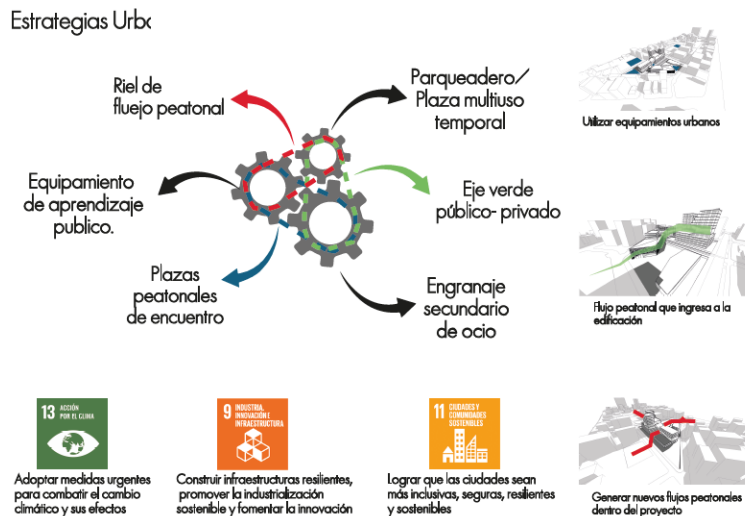 Estrategias Urbc
Riel de
fluejo peatonal
Parqueadero/
Plaza multiuso
temporal
Utilizar equipamientos urbanos
Equipamiento
de aprendizaje
publico.
Eje verde
público- privado
Plazas
peatonales
de encuentro
Engranaje
secundario
de ocio
Flujo peatonal que ingresa a la
edificación
13 ACCIÓN
POR EL CLIMA
9 INDUSTRIA,
INNOVACIÓN E
INFRAESTRUCTURA
11 CIUDADES Y
COMUNIDADES
SOSTENIBLES
Adoptar medidas urgentes
para combatir el cambio
climático y sus efectos
Construir infraestructuras resilientes,
promover la industrialización
sostenible y fomentar la innovación
Lograr que las ciudades sean
más inclusivas, seguras, resilientes
y sostenibles
Generar nuevos flujos peatonales
dentro del proyecto